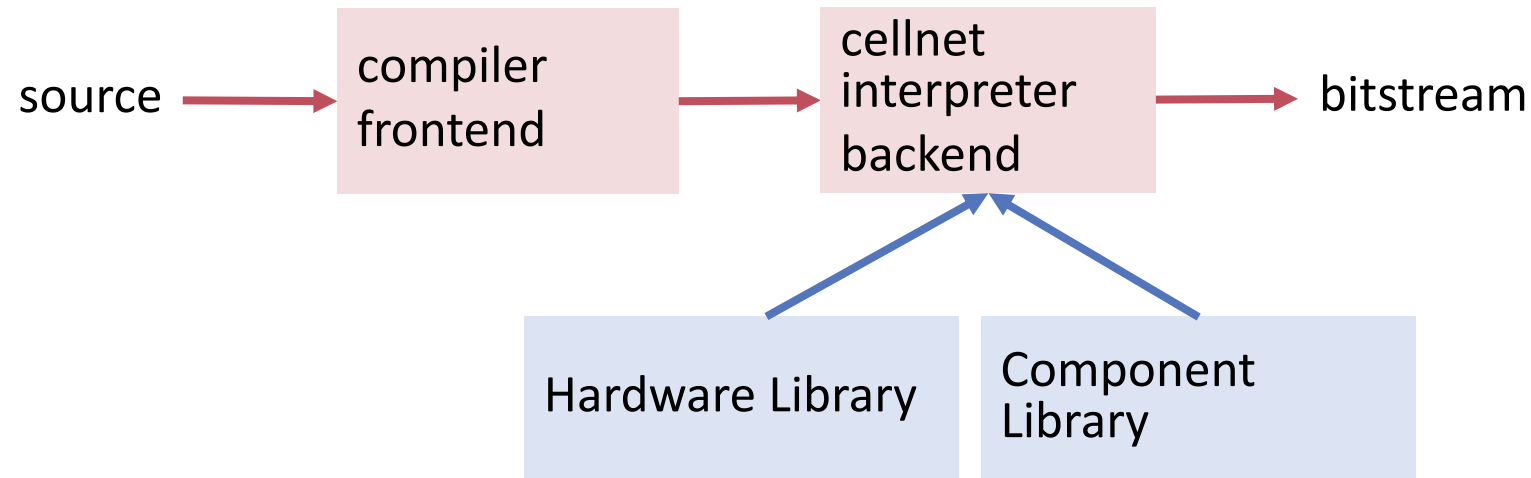 source
compiler
frontend
cellnet
interpreter
backend
bitstream
Hardware Library
Component
Library